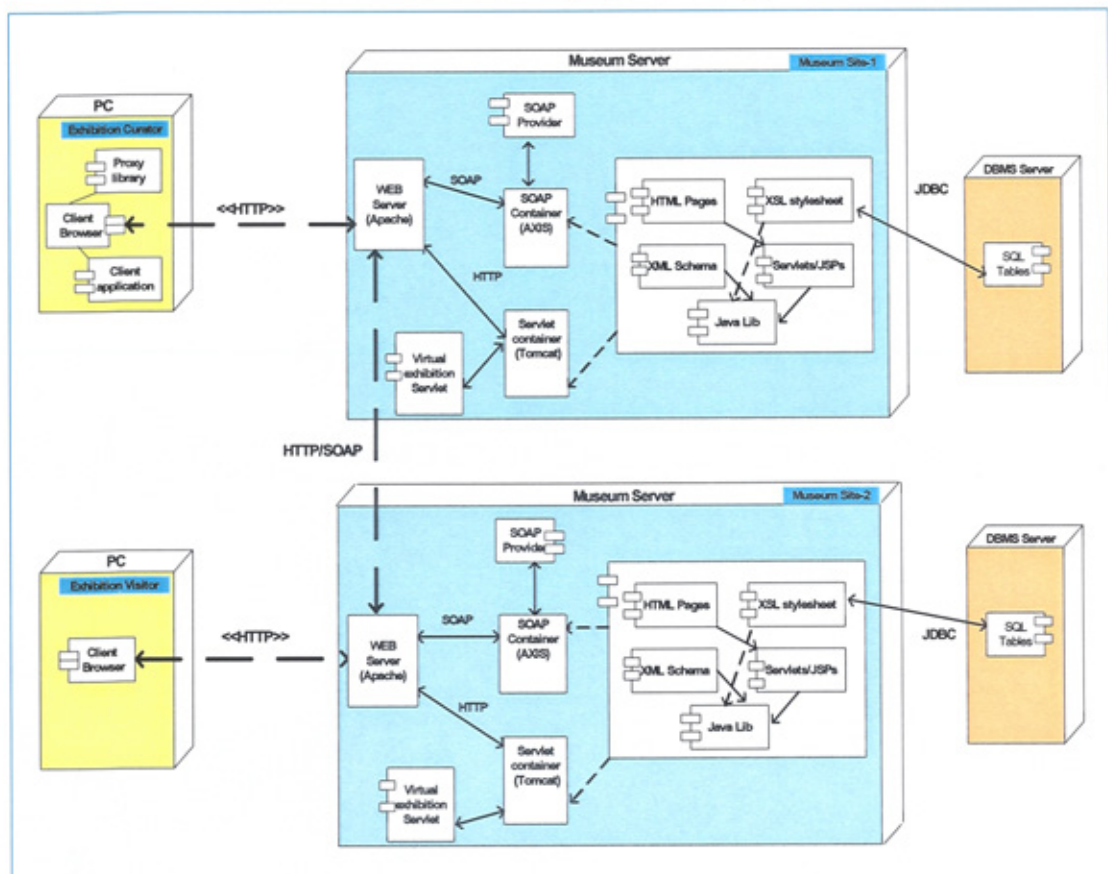 Museum Server
Museum Site-1
PC
Exhibition Curator
Proxy
library
Client
Browser
Client
application
<<HTTP>>
SOAP
Provider
WEB
Server
(Apache)
SOAP
SOAP
Container
(AXIS)
HTTP
Servlet
container
(Tomcat)
Virtual
exhibition
Servlet
HTML Pages
XSL stylesheet
XML Schema
Servlets/JSPs
Java Lib
JDBC
DBMS Server
SQL
Tables
HTTP/SOAP
Museum Server
Museum Site-2
PC
Exhibition Visitor
Client
Browser
<<HTTP>>
SOAP
Provider
WEB
Server
(Apache)
SOAP
SOAP
Container
(AXIS)
HTTP
Servlet
container
(Tomcat)
Virtual
exhibition
Servlet
HTML Pages
XSL stylesheet
XML Schema
Servlets/JSPs
Java Lib
JDBC
DBMS Server
SQL
Tables